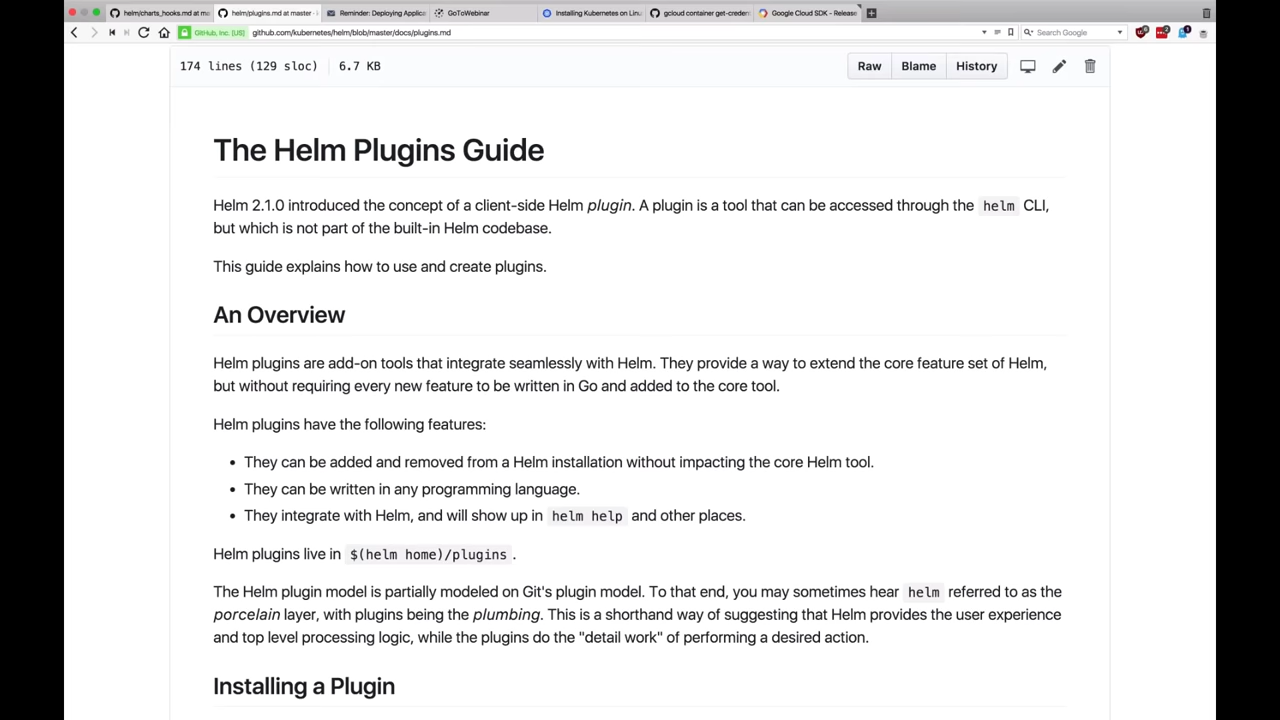 helm/charts_hooks.md at ma
helm/plugins.md at master ·
Reminder: Deploying Applica
GoToWebinar
Installing Kubernetes on Linu
gcloud container get-creden
Google Cloud SDK - Release
GitHub, Inc. [US]
github.com/kubernetes/helm/blob/master/docs/plugins.md
Search Google
174 lines (129 sloc)
6.7 KB
Raw
Blame
History
The Helm Plugins Guide
Helm 2.1.0 introduced the concept of a client-side Helm plugin. A plugin is a tool that can be accessed through the helm CLI,
but which is not part of the built-in Helm codebase.
This guide explains how to use and create plugins.
An Overview
Helm plugins are add-on tools that integrate seamlessly with Helm. They provide a way to extend the core feature set of Helm,
but without requiring every new feature to be written in Go and added to the core tool.
Helm plugins have the following features:
• They can be added and removed from a Helm installation without impacting the core Helm tool.
• They can be written in any programming language.
• They integrate with Helm, and will show up in helm help and other places.
Helm plugins live in $(helm home)/plugins .
The Helm plugin model is partially modeled on Git's plugin model. To that end, you may sometimes hear helm referred to as the
porcelain layer, with plugins being the plumbing. This is a shorthand way of suggesting that Helm provides the user experience
and top level processing logic, while the plugins do the "detail work" of performing a desired action.
Installing a Plugin